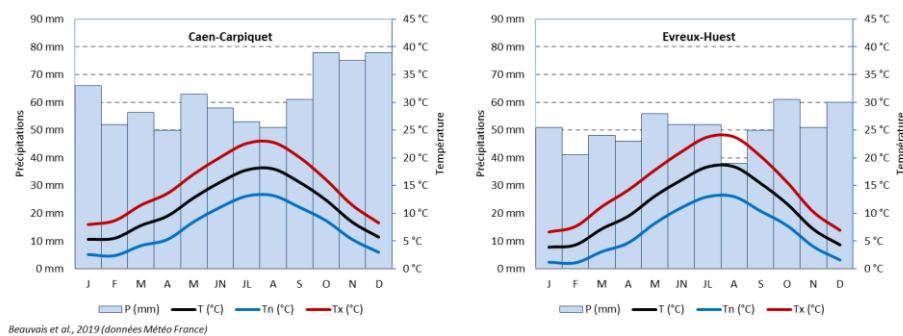 Caen-Carpiquet
Précipitations
90 mm
80 mm
70 mm
60 mm
50 mm
40 mm
30 mm
20 mm
10 mm
0 mm
45 °C
40 °C
35 °C
30 °C
25 °C
20 °C
15 °C
10 °C
5 °C
0 °C
Température
J F M A M JN JL A S O N D
P (mm) T (°C) Tn (°C) Tx (°C)
Evreux-Huest
Précipitations
90 mm
80 mm
70 mm
60 mm
50 mm
40 mm
30 mm
20 mm
10 mm
0 mm
45 °C
40 °C
35 °C
30 °C
25 °C
20 °C
15 °C
10 °C
5 °C
0 °C
Température
J F M A M JN JL A S O N D
P (mm) T (°C) Tn (°C) Tx (°C)
Beauvais et al., 2019 (données Météo France)